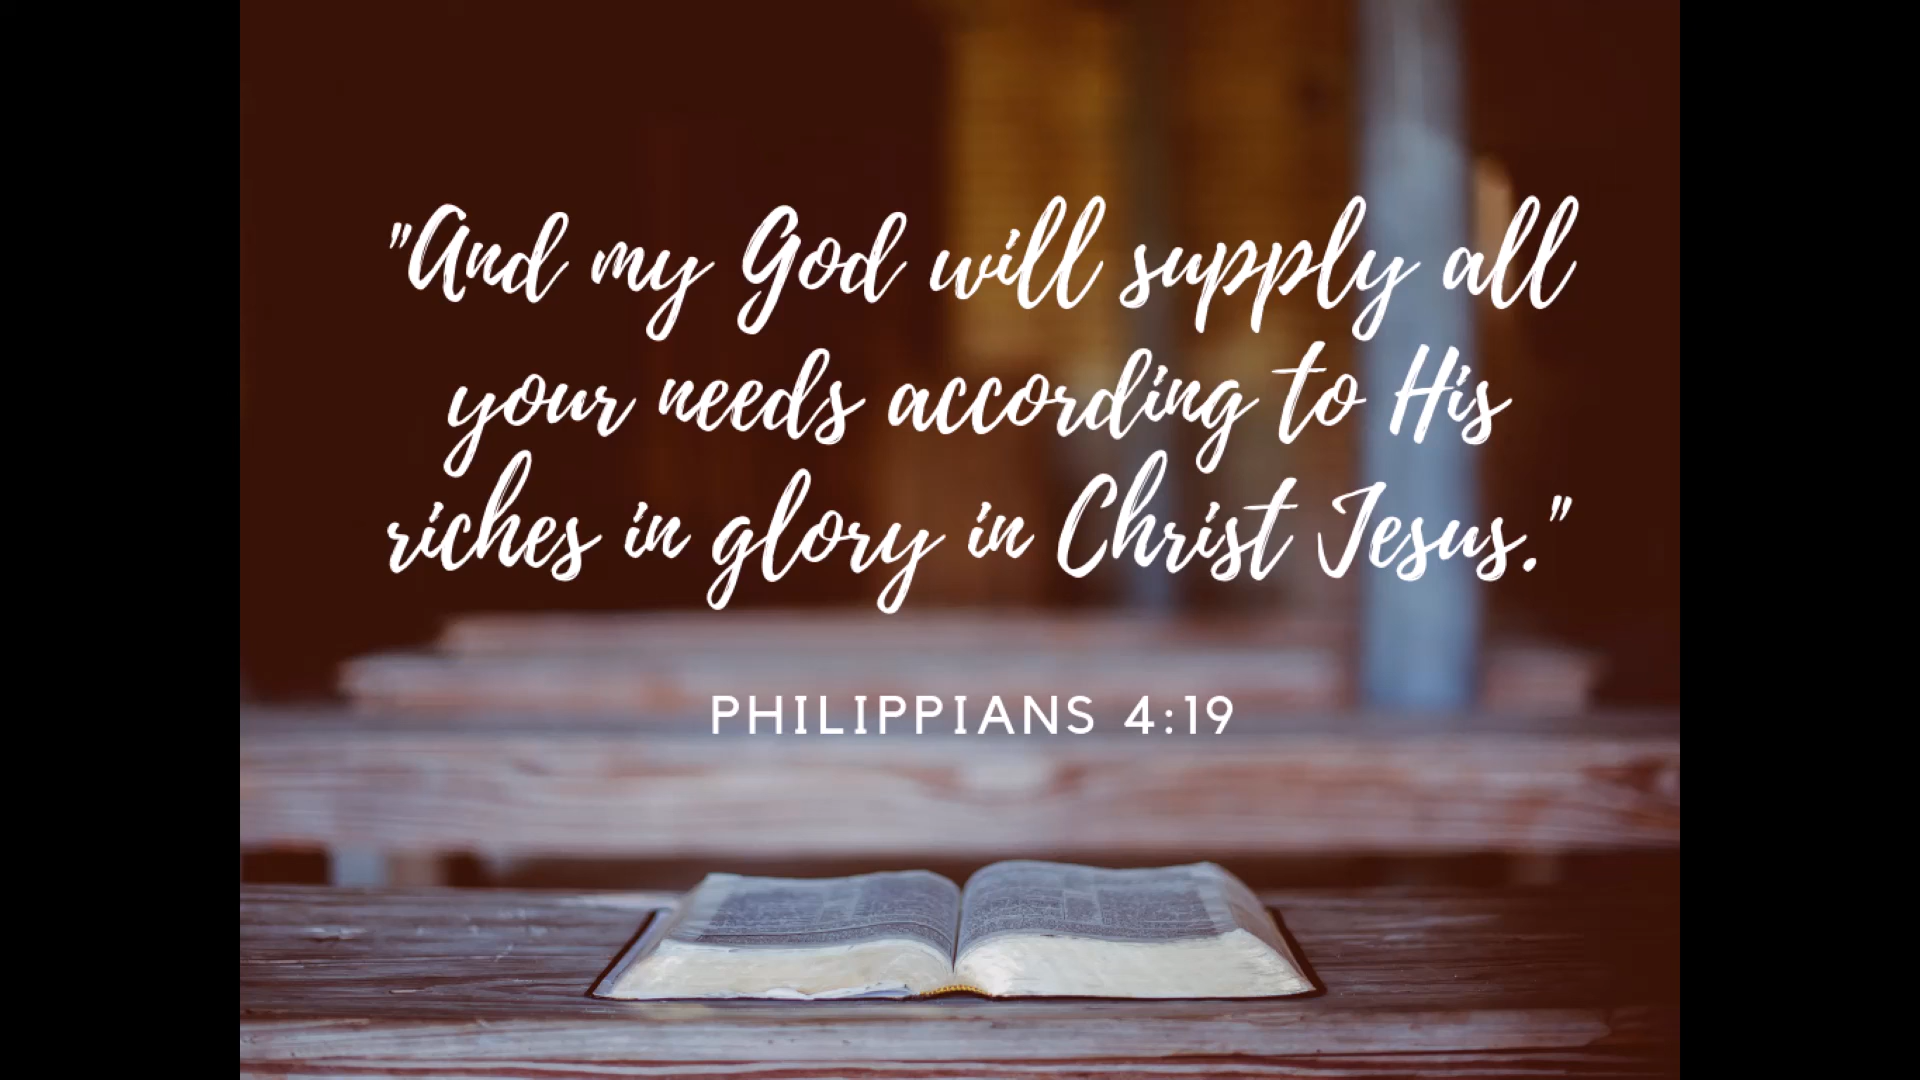 "And my God will supply all
your needs according to His
riches in glory in Christ Jesus."
PHILIPPIANS 4:19